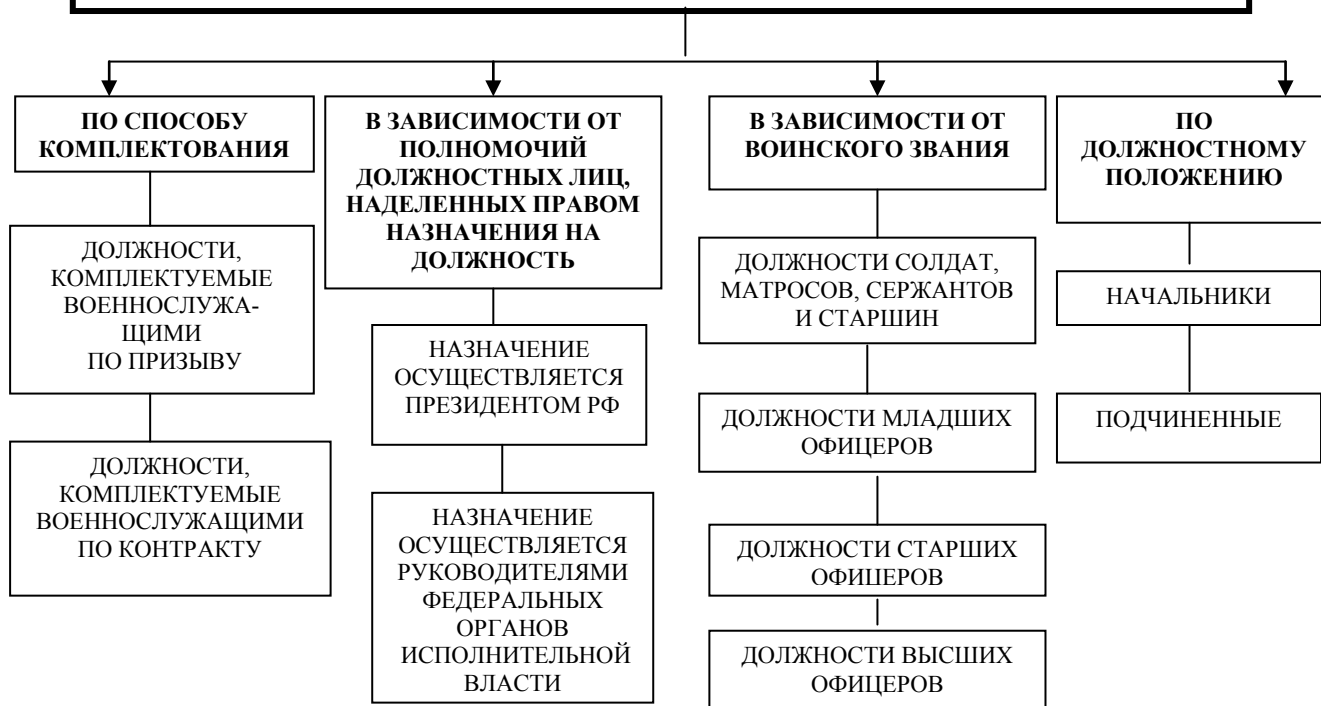 ПО СПОСОБУ
КОМПЛЕКТОВАНИЯ
ДОЛЖНОСТИ,
КОМПЛЕКТУЕМЫЕ
ВОЕННОСЛУЖА-
ЩИМИ
ПО ПРИЗЫВУ
ДОЛЖНОСТИ,
КОМПЛЕКТУЕМЫЕ
ВОЕННОСЛУЖАЩИМИ
ПО КОНТРАКТУ
В ЗАВИСИМОСТИ ОТ
ПОЛНОМОЧИЙ
ДОЛЖНОСТНЫХ ЛИЦ,
НАДЕЛЕННЫХ ПРАВОМ
НАЗНАЧЕНИЯ НА
ДОЛЖНОСТЬ
НАЗНАЧЕНИЕ
ОСУЩЕСТВЛЯЕТСЯ
ПРЕЗИДЕНТОМ РФ
НАЗНАЧЕНИЕ
ОСУЩЕСТВЛЯЕТСЯ
РУКОВОДИТЕЛЯМИ
ФЕДЕРАЛЬНЫХ
ОРГАНОВ
ИСПОЛНИТЕЛЬНОЙ
ВЛАСТИ
В ЗАВИСИМОСТИ ОТ
ВОИНСКОГО ЗВАНИЯ
ДОЛЖНОСТИ СОЛДАТ,
МАТРОСОВ, СЕРЖАНТОВ
И СТАРШИН
ДОЛЖНОСТИ МЛАДШИХ
ОФИЦЕРОВ
ДОЛЖНОСТИ СТАРШИХ
ОФИЦЕРОВ
ДОЛЖНОСТИ ВЫСШИХ
ОФИЦЕРОВ
ПО
ДОЛЖНОСТНОМУ
ПОЛОЖЕНИЮ
НАЧАЛЬНИКИ
ПОДЧИНЕННЫЕ